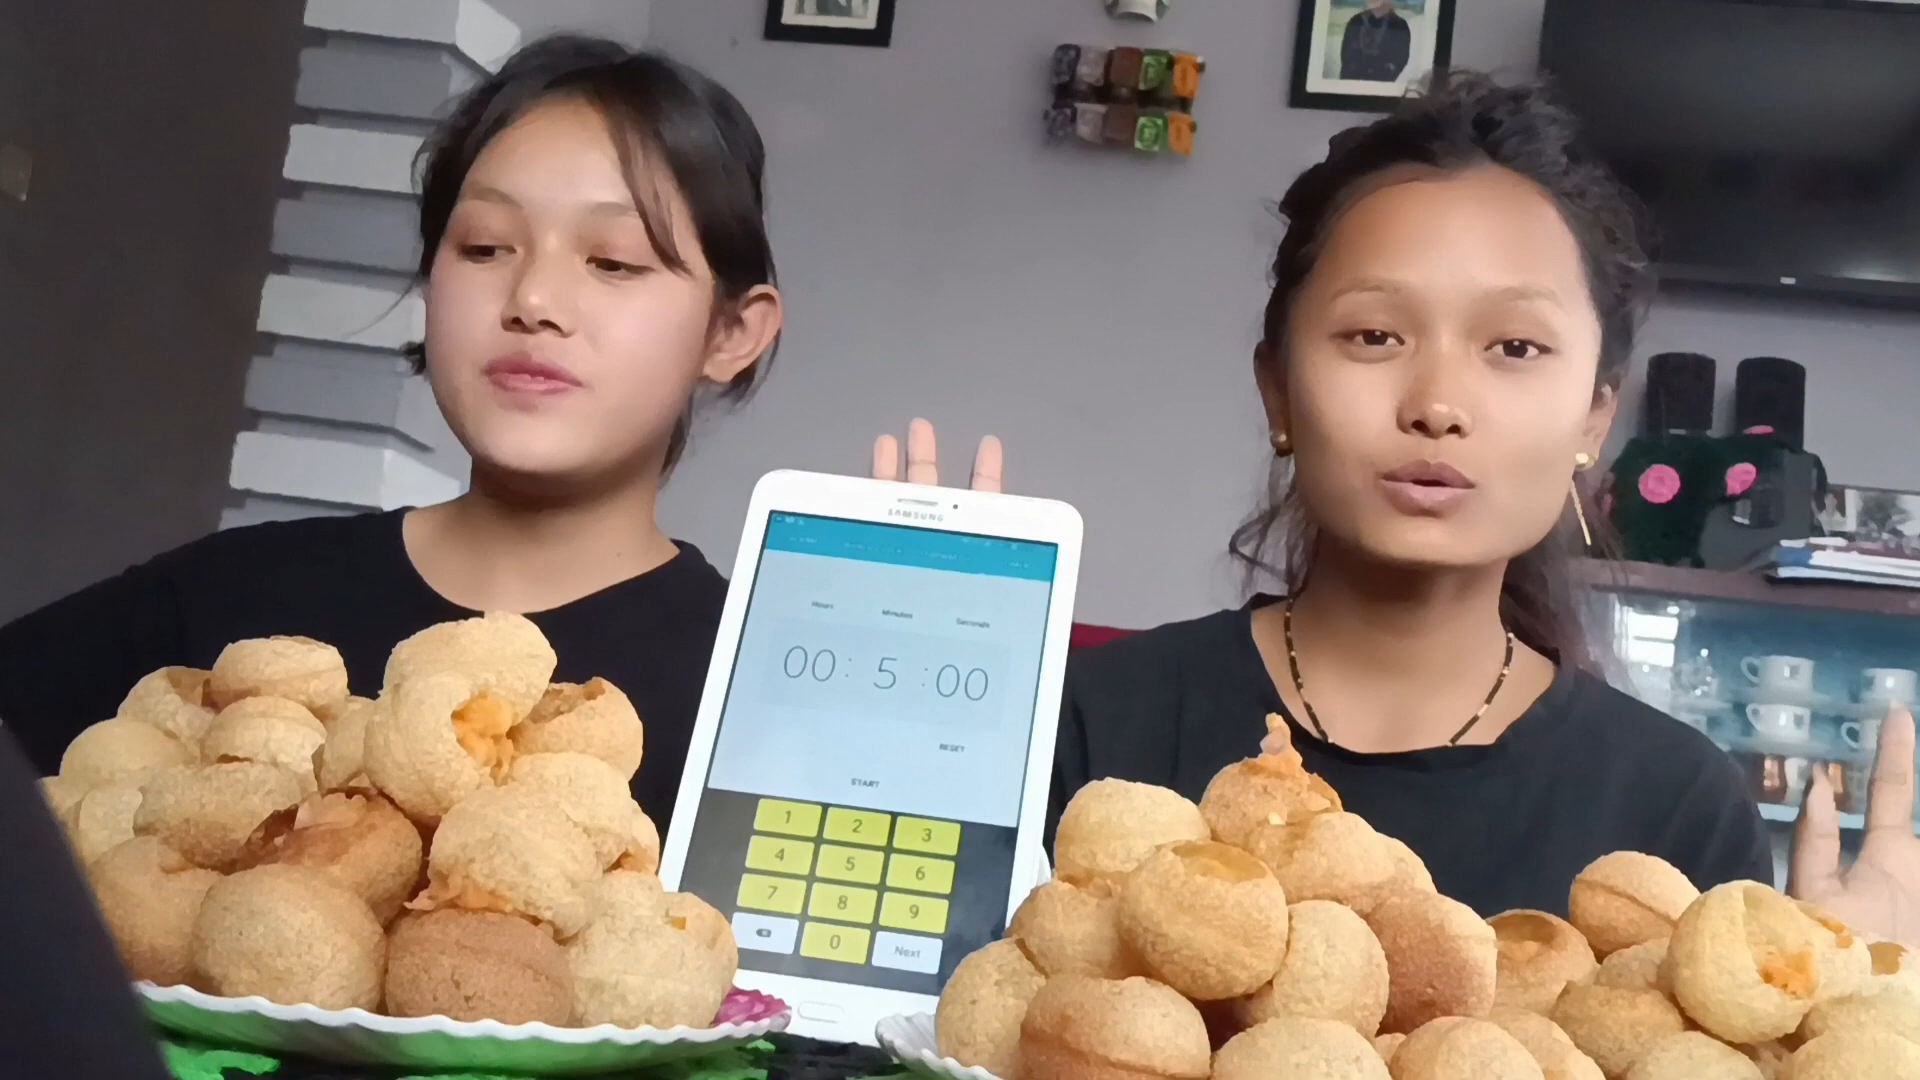 SAMSUNG
Hours Minutes Seconds
00: 5 :00
RESET
START
1 2 3
4 5 6
7 8 9
0 Next